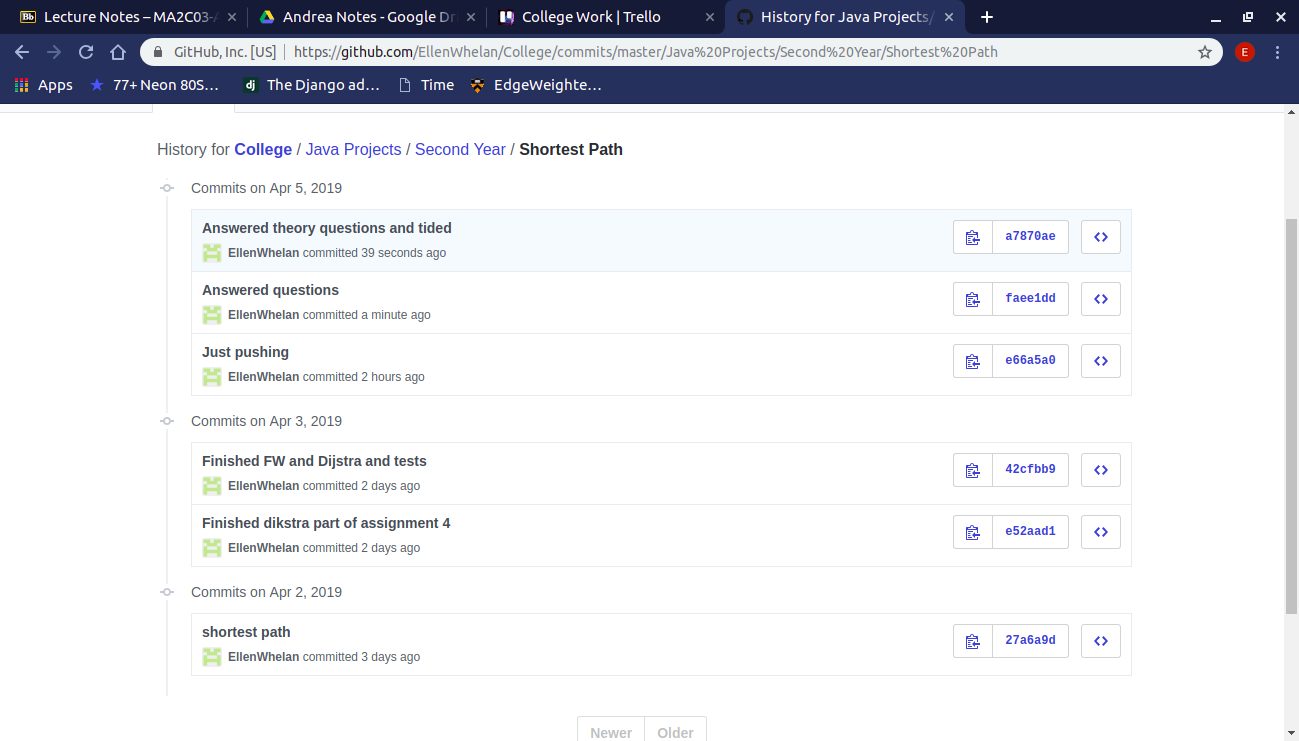 Bb Lecture Notes – MA2C03-A
Andrea Notes - Google Dr
College Work | Trello
History for Java Projects/
GitHub, Inc. [US] | https://github.com/EllenWhelan/College/commits/master/Java%20Projects/Second%20Year/Shortest%20Path
E
Apps
77+ Neon 80S...
dj The Django ad...
Time
EdgeWeighte...
History for College / Java Projects / Second Year / Shortest Path
Commits on Apr 5, 2019
Answered theory questions and tided
EllenWhelan committed 39 seconds ago
a7870ae
Answered questions
EllenWhelan committed a minute ago
faee1dd
Just pushing
EllenWhelan committed 2 hours ago
e66a5a0
Commits on Apr 3, 2019
Finished FW and Dijstra and tests
EllenWhelan committed 2 days ago
42cfbb9
Finished dikstra part of assignment 4
EllenWhelan committed 2 days ago
e52aad1
Commits on Apr 2, 2019
shortest path
EllenWhelan committed 3 days ago
27a6a9d
Newer
Older